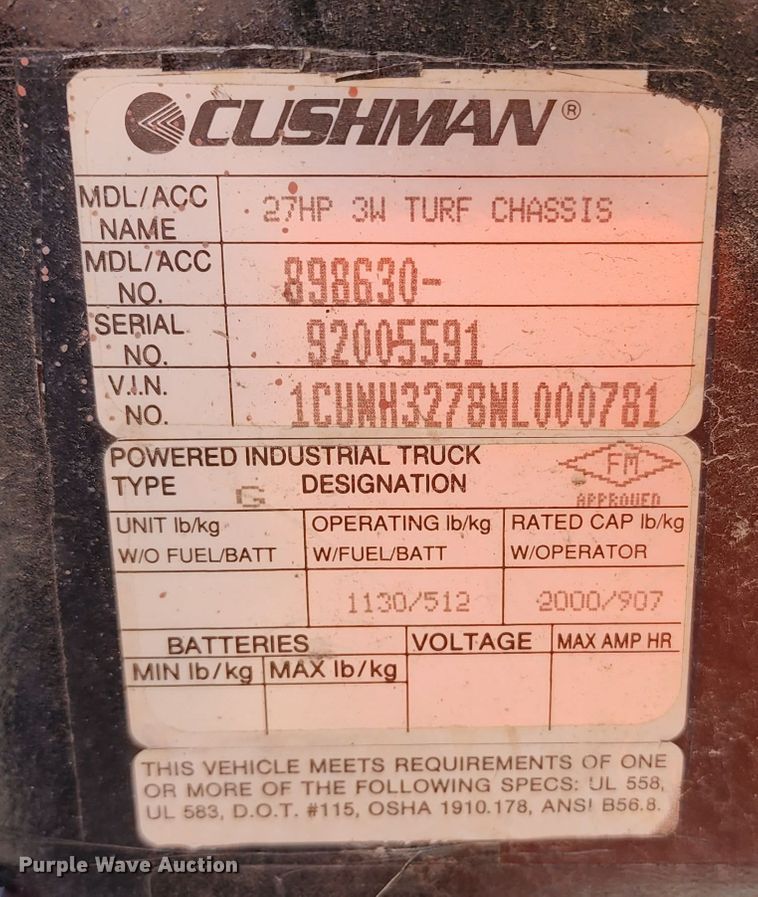 CUSHMAN®
MDL/ACC NAME 27HP 3W TURF CHASSIS
MDL/ACC NO. 898630-
SERIAL NO. 92005591
V.I.N. NO. 1CUNH3278NL000781
POWERED INDUSTRIAL TRUCK
TYPE G DESIGNATION
FM
APPROVED
UNIT lb/kg W/O FUEL/BATT
OPERATING lb/kg W/FUEL/BATT
RATED CAP lb/kg W/OPERATOR
1130/512 2000/907
BATTERIES VOLTAGE MAX AMP HR
MIN lb/kg MAX lb/kg
THIS VEHICLE MEETS REQUIREMENTS OF ONE
OR MORE OF THE FOLLOWING SPECS: UL 558,
UL 583, D.O.T. #115, OSHA 1910.178, ANSI B56.8.
Purple Wave Auction